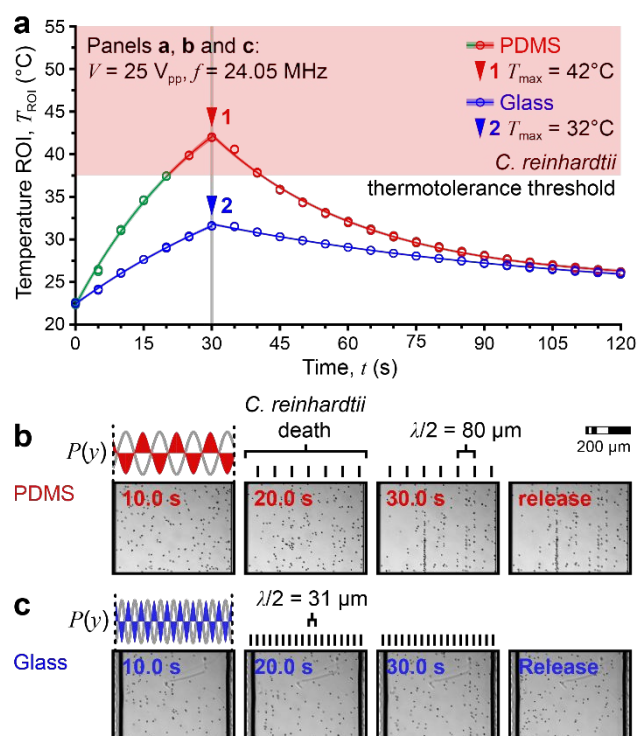 a
Panels a, b and c:
V = 25 Vpp, f = 24.05 MHz
PDMS
1 Tmax = 42°C
Glass
2 Tmax = 32°C
C. reinhardtii
thermotolerance threshold
1
2
Temperature ROI, TROI (°C)
55
50
45
40
35
30
25
20
0 15 30 45 60 75 90 105 120
Time, t (s)
b
C. reinhardtii
death
λ/2 = 80 µm
200 µm
P(y)
PDMS
10.0 s
20.0 s
30.0 s
release
c
λ/2 = 31 µm
P(y)
Glass
10.0 s
20.0 s
30.0 s
Release